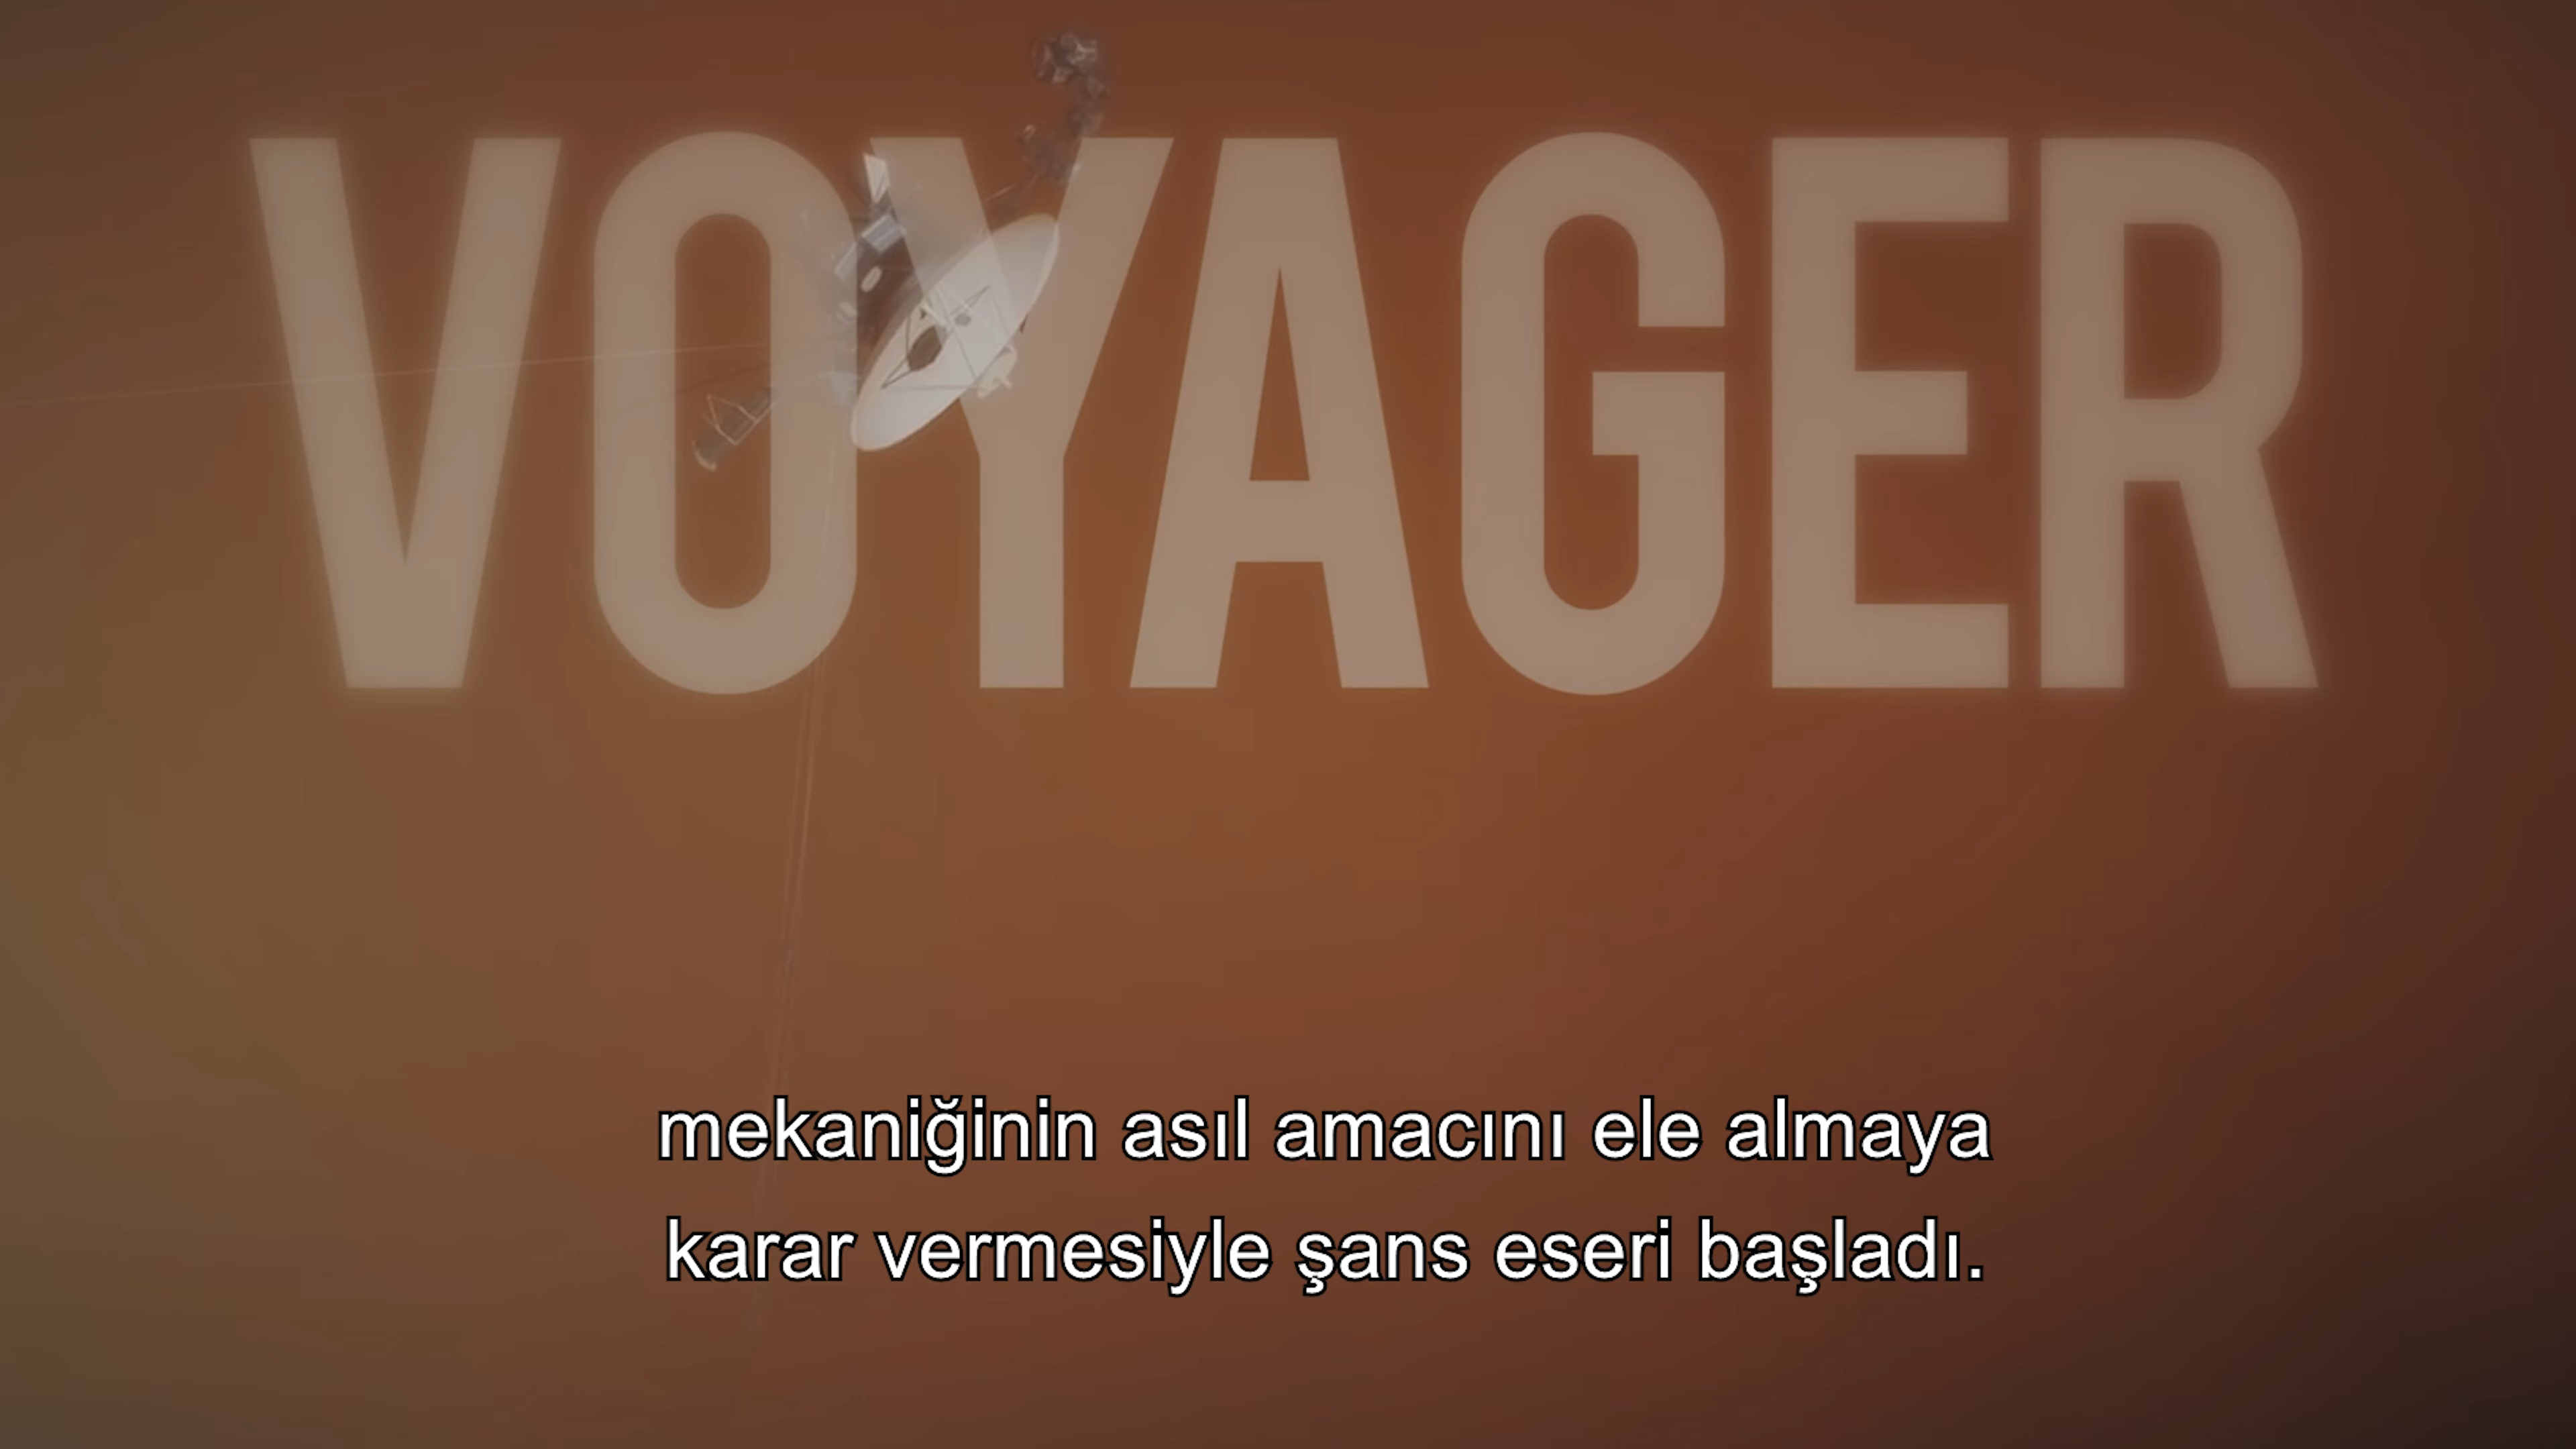 VOYAGER
mekaniğinin asıl amacını ele almaya
karar vermesiyle şans eseri başladı.